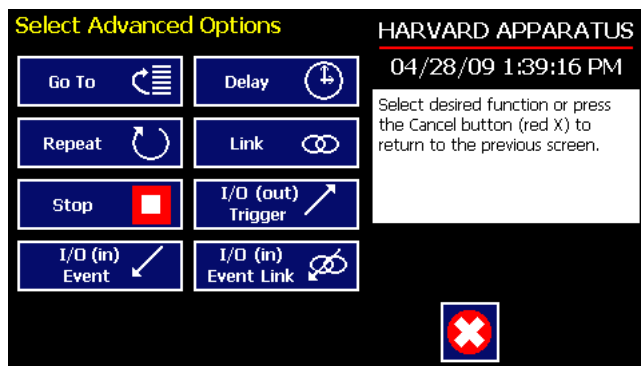 Select Advanced Options
Go To
Delay
Repeat
Link
Stop
I/O (out)
Trigger
I/O (in)
Event
I/O (in)
Event Link
HARVARD APPARATUS
04/28/09 1:39:16 PM
Select desired function or press
the Cancel button (red X) to
return to the previous screen.